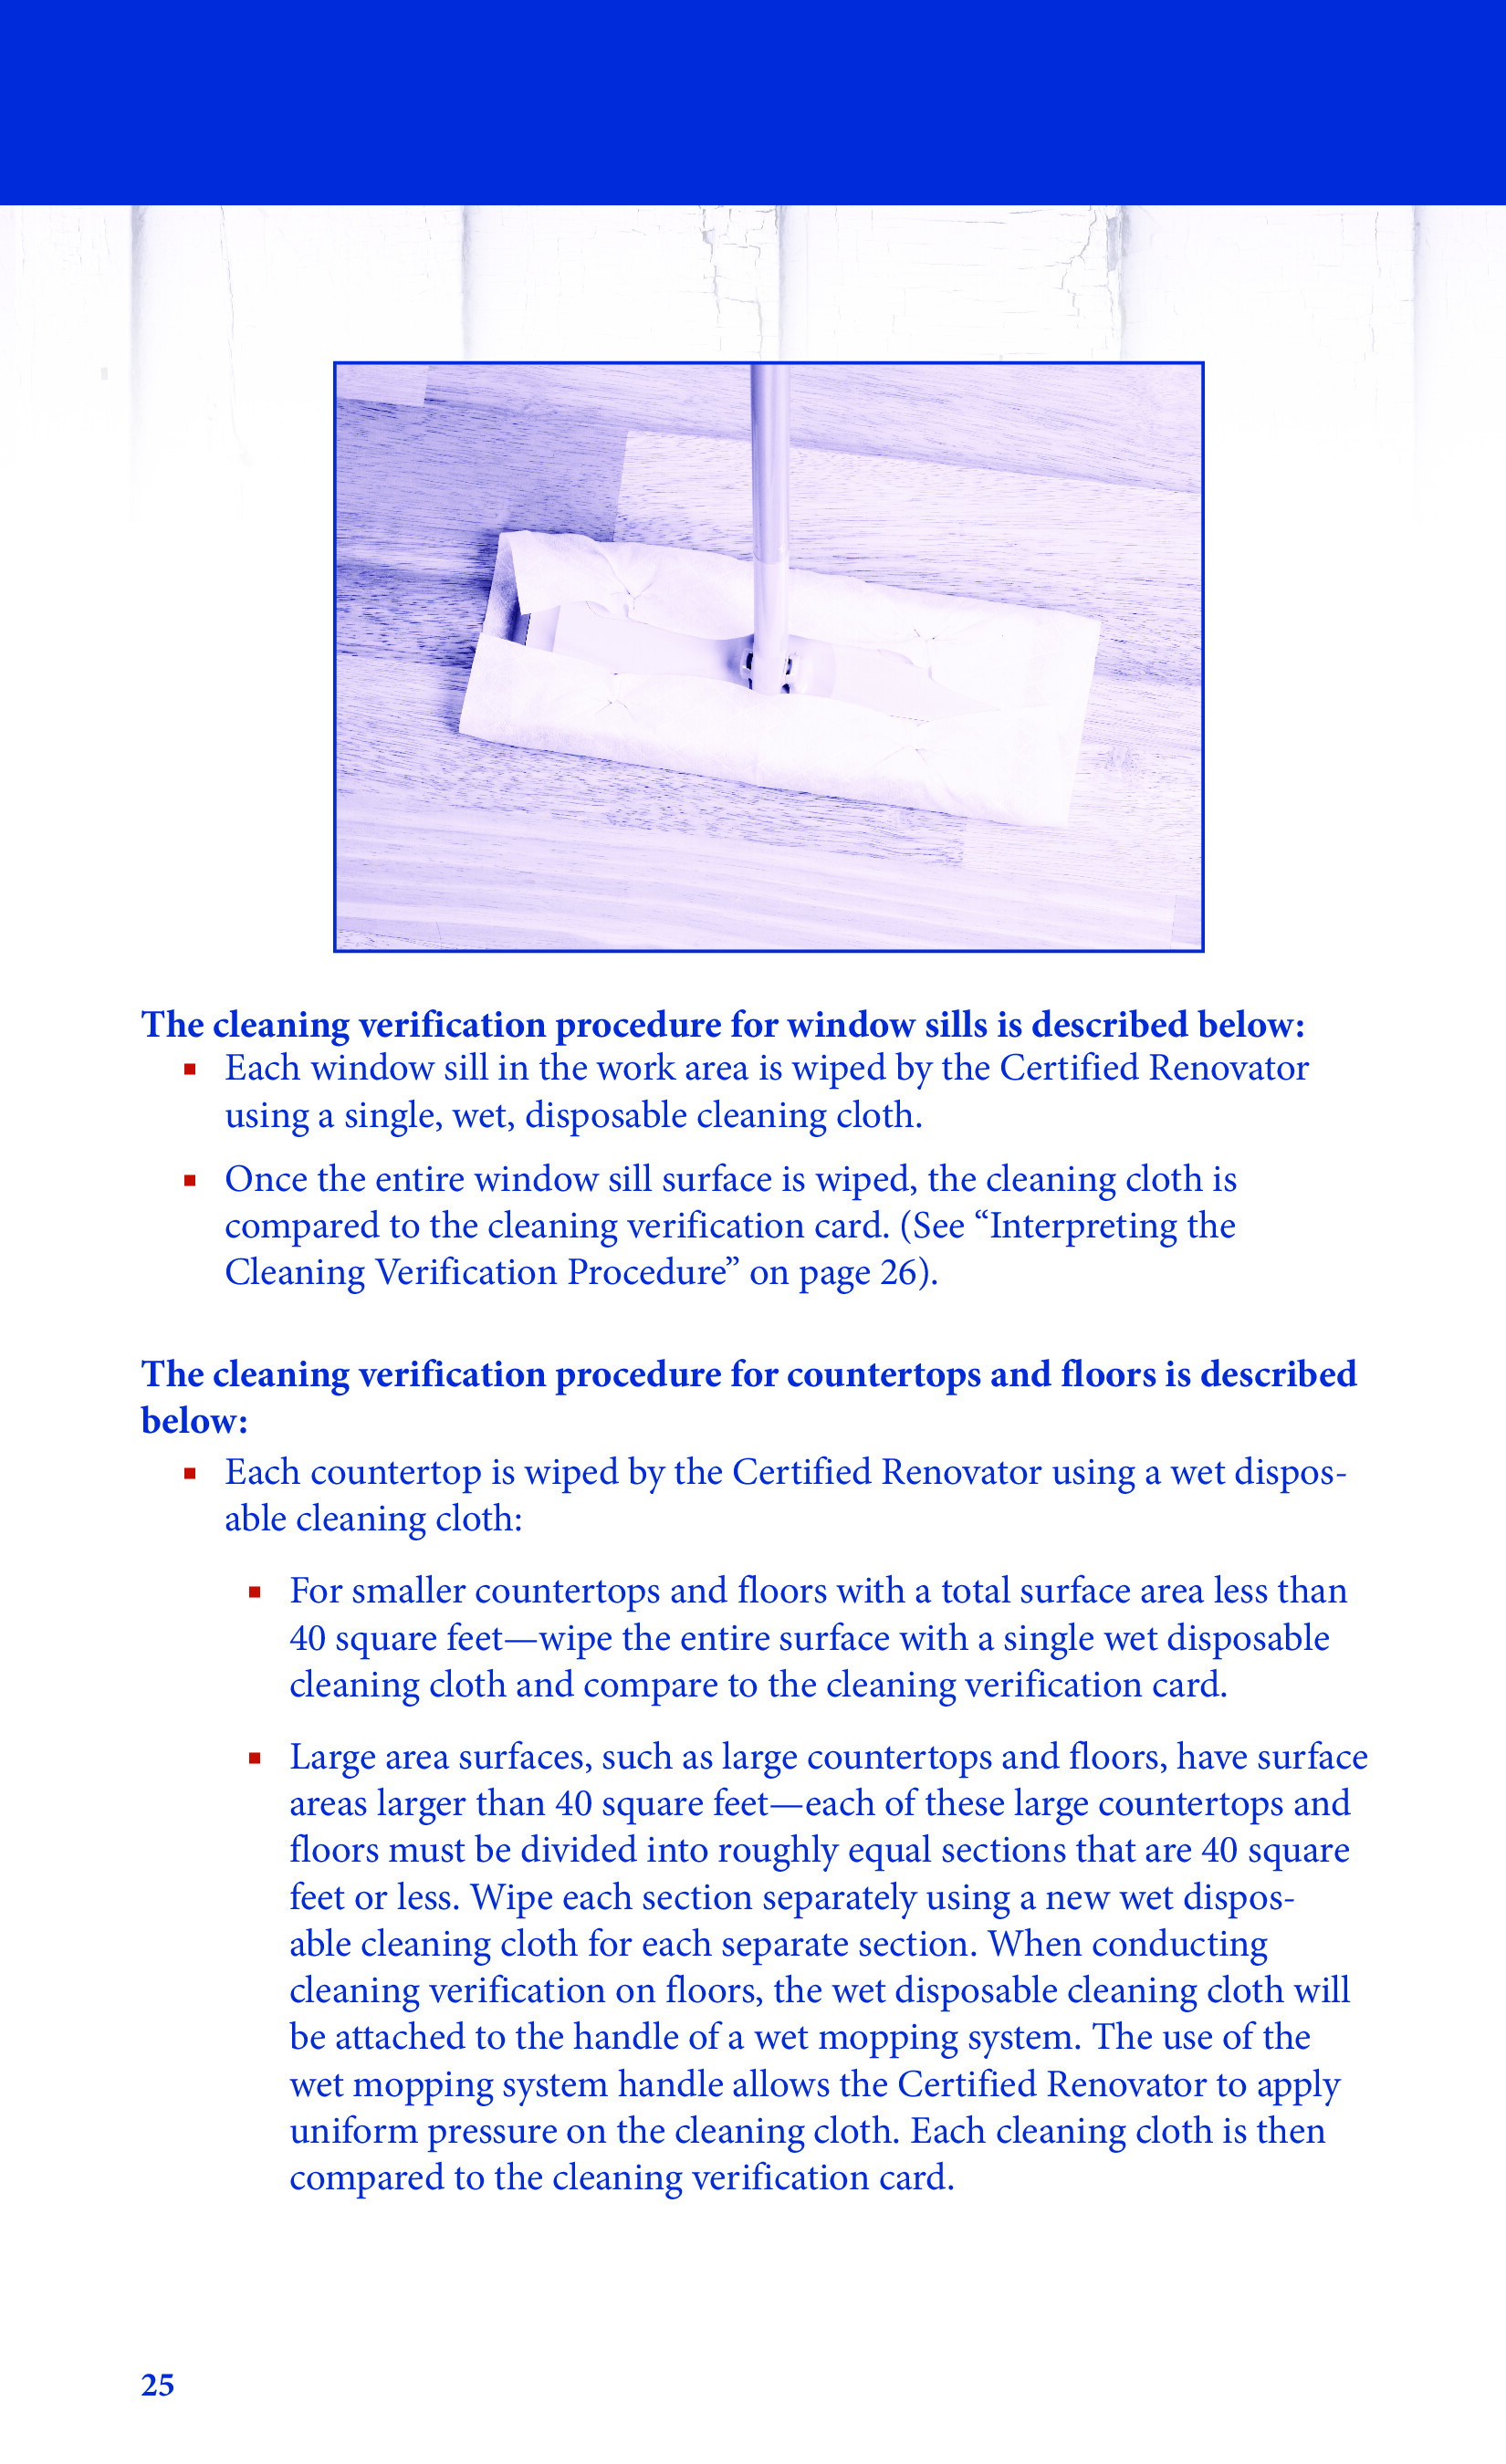 The cleaning verification procedure for window sills is described below:
▪ Each window sill in the work area is wiped by the Certified Renovator
using a single, wet, disposable cleaning cloth.
▪ Once the entire window sill surface is wiped, the cleaning cloth is
compared to the cleaning verification card. (See “Interpreting the
Cleaning Verification Procedure” on page 26).
The cleaning verification procedure for countertops and floors is described
below:
▪ Each countertop is wiped by the Certified Renovator using a wet dispos-
able cleaning cloth:
▪ For smaller countertops and floors with a total surface area less than
40 square feet—wipe the entire surface with a single wet disposable
cleaning cloth and compare to the cleaning verification card.
▪ Large area surfaces, such as large countertops and floors, have surface
areas larger than 40 square feet—each of these large countertops and
floors must be divided into roughly equal sections that are 40 square
feet or less. Wipe each section separately using a new wet dispos-
able cleaning cloth for each separate section. When conducting
cleaning verification on floors, the wet disposable cleaning cloth will
be attached to the handle of a wet mopping system. The use of the
wet mopping system handle allows the Certified Renovator to apply
uniform pressure on the cleaning cloth. Each cleaning cloth is then
compared to the cleaning verification card.
25